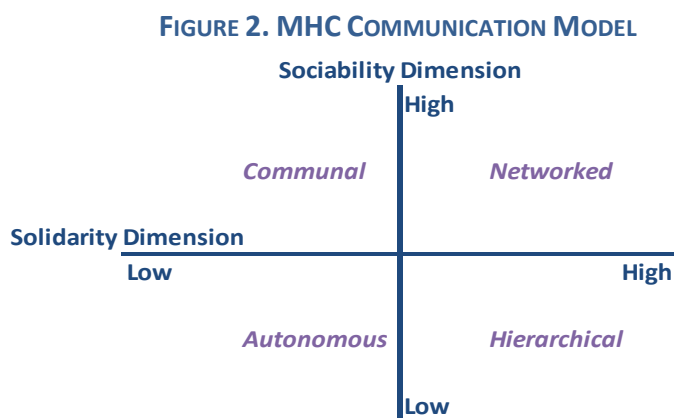 FIGURE 2. MHC COMMUNICATION MODEL
Sociability Dimension
High
Communal Networked
Solidarity Dimension
Low High
Autonomous Hierarchical
Low